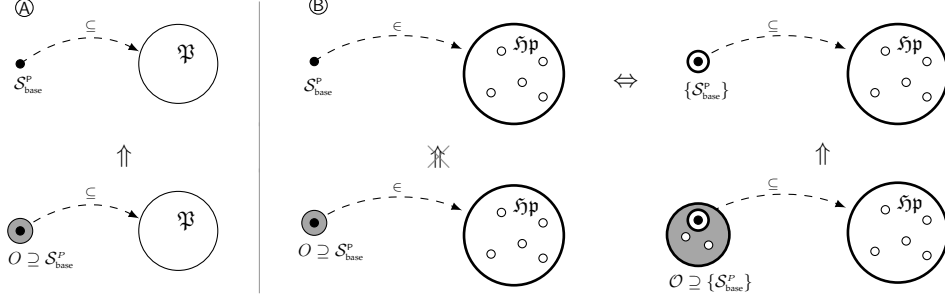 Ⓐ
⊆
𝔓
S^P_base
⇑
⊆
𝔓
O ⊇ S^P_base
Ⓑ
∈
ℌ𝔭
S^P_base
⇔
⊆
ℌ𝔭
{S^P_base}
⇑
⇑
∈
ℌ𝔭
O ⊇ S^P_base
⊆
ℌ𝔭
𝒪 ⊇ {S^P_base}